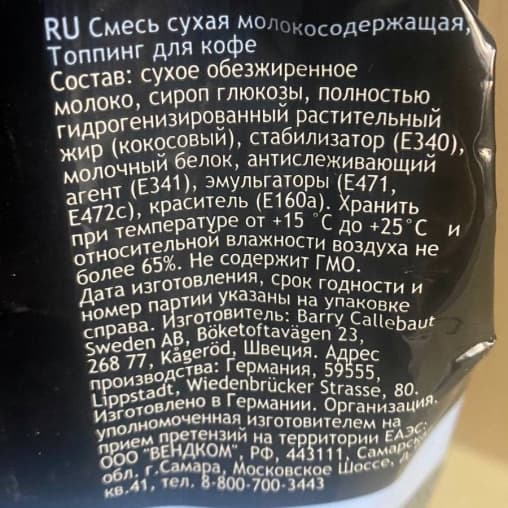 RU Смесь сухая молокосодержащая,
Топпинг для кофе
Состав: сухое обезжиренное
молоко, сироп глюкозы, полностью
гидрогенизированный растительный
жир (кокосовый), стабилизатор (Е340),
молочный белок, антислеживающий
агент (Е341), эмульгаторы (Е471,
Е472с), краситель (Е160а). Хранить
при температуре от +15 °С до +25°С и
относительной влажности воздуха не
более 65%. Не содержит ГМО.
Дата изготовления, срок годности и
номер партии указаны на упаковке
справа. Изготовитель: Barry Callebaut
Sweden AB, Böketoftavägen 23,
268 77, Kågeröd, Швеция. Адрес
производства: Германия, 59555,
Lippstadt, Wiedenbrücker Strasse, 80.
Изготовлено в Германии. Организация,
уполномоченная изготовителем на
прием претензий на территории ЕАЭС:
ООО "ВЕНДКОМ", РФ, 443111,
обл. г.Самара, Московское Шоссе,
кв.41, тел. 8-800-700-3443